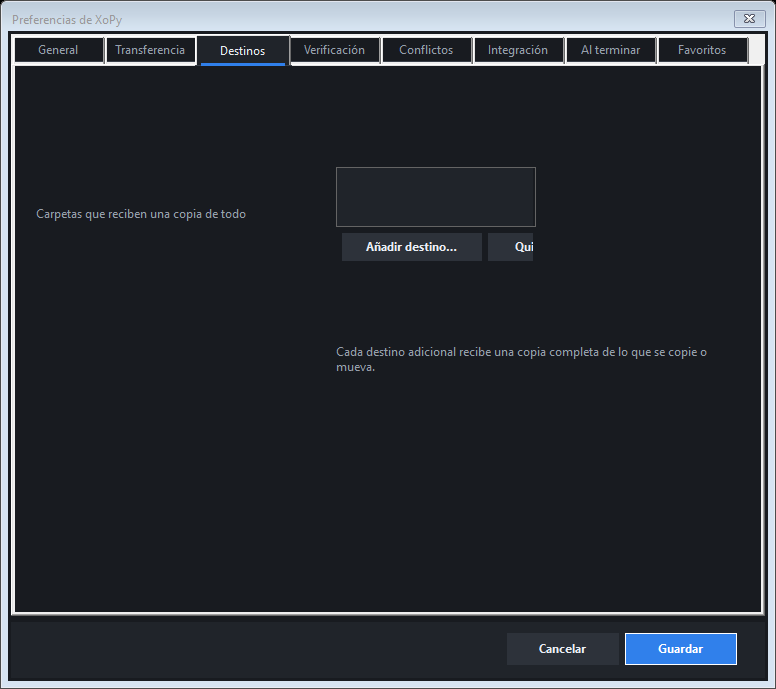 Preferencias de XoPy
General Transferencia Destinos Verificación Conflictos Integración Al terminar Favoritos
Carpetas que reciben una copia de todo
Añadir destino... Qui
Cada destino adicional recibe una copia completa de lo que se copie o
mueva.
Cancelar Guardar